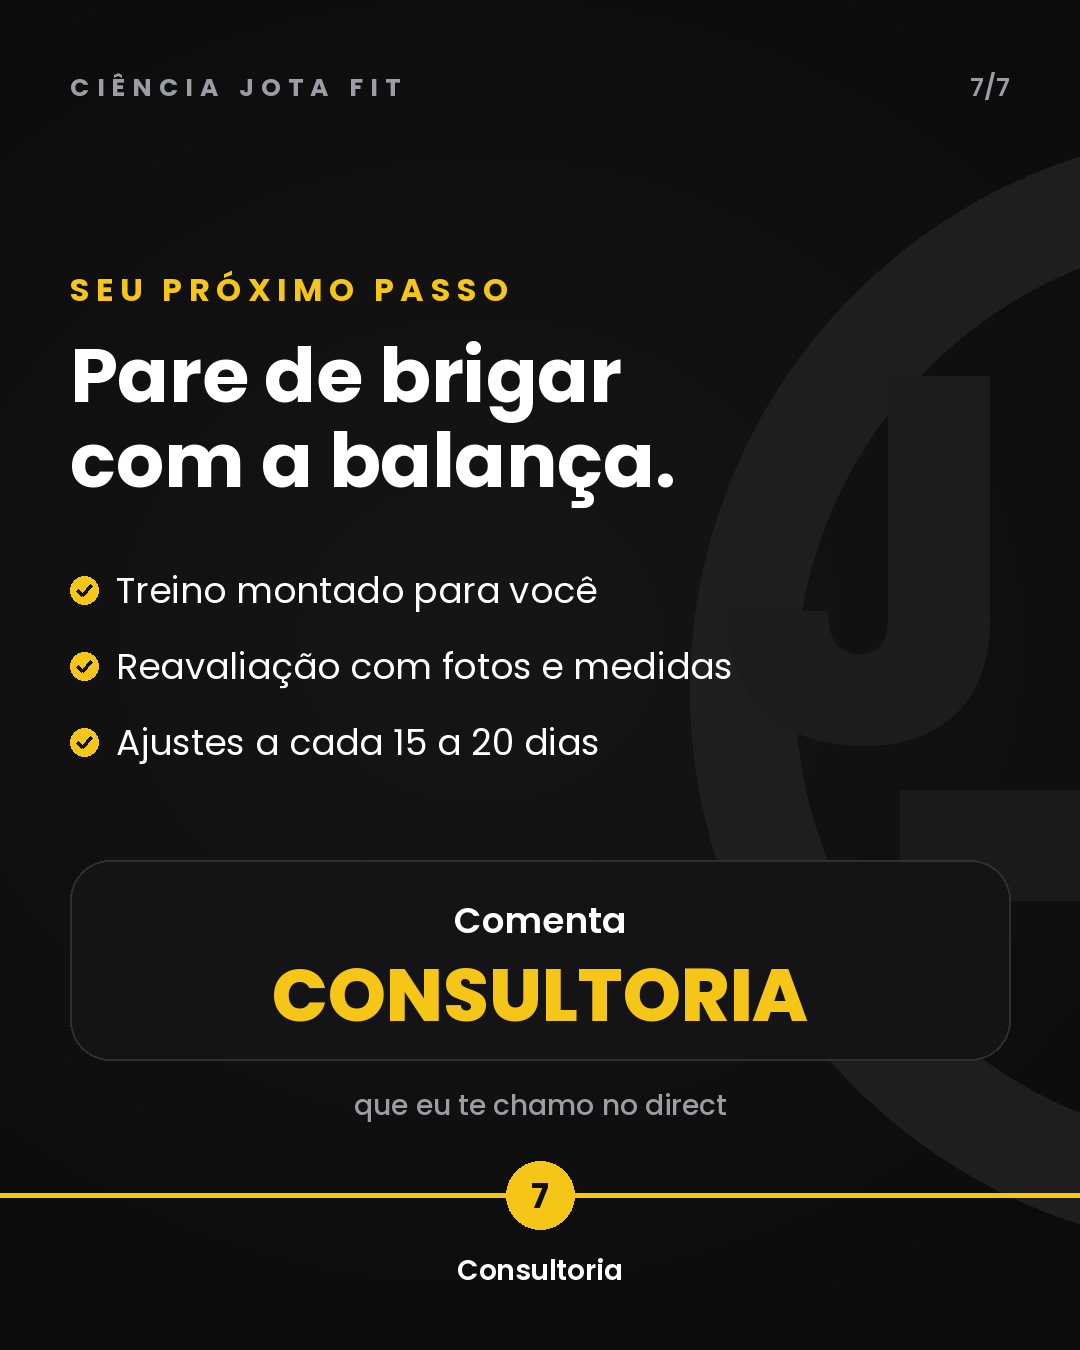 CIÊNCIA JOTA FIT
7/7
SEU PRÓXIMO PASSO
Pare de brigar
com a balança.
Treino montado para você
Reavaliação com fotos e medidas
Ajustes a cada 15 a 20 dias
Comenta
CONSULTORIA
que eu te chamo no direct
7
Consultoria